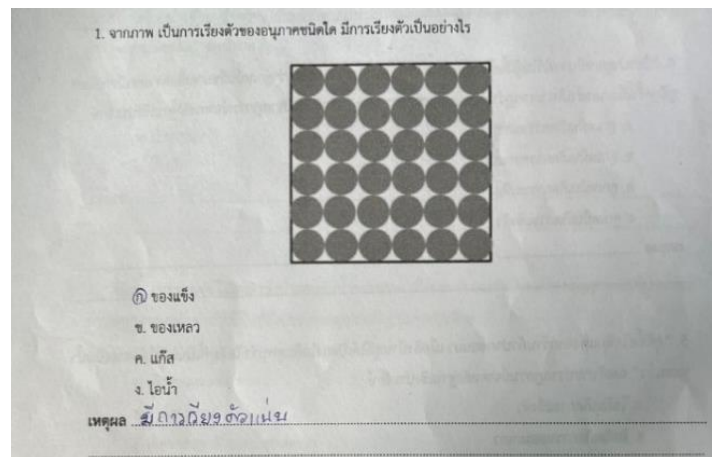 1. จากภาพ เป็นการเรียงตัวของอนุภาคชนิดใด มีการเรียงตัวเป็นอย่างไร
ก ของแข็ง
ข. ของเหลว
ค. แก๊ส
ง. ไอน้ำ
เหตุผล มีการเรียงตัวแน่น